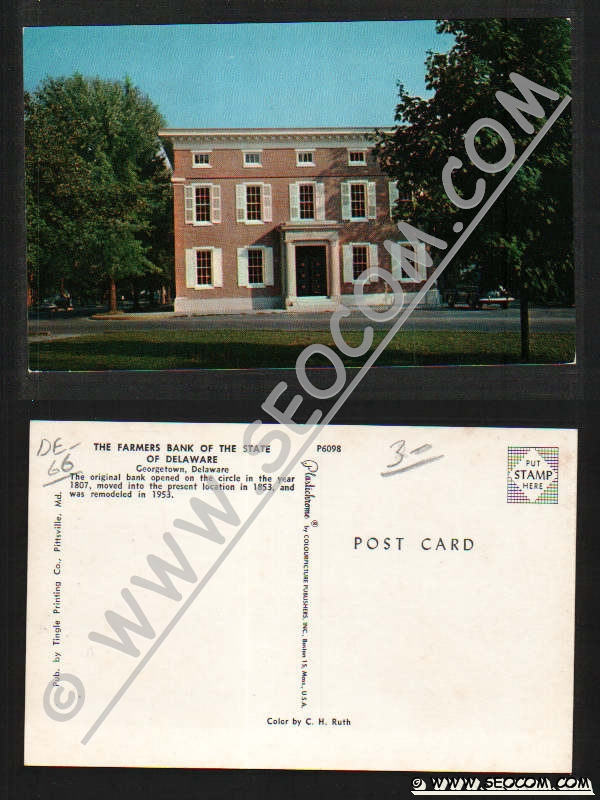 © WWW.SEOCOM.COM
DE-
66
THE FARMERS BANK OF THE STATE
OF DELAWARE
Georgetown, Delaware
The original bank opened on the circle in the year
1807, moved into the present location in 1853, and
was remodeled in 1953.
P6098
3-
PUT
STAMP
HERE
Pub. by Tingle Printing Co., Pittsville, Md.
Plastichrome ® by COLOURPICTURE PUBLISHERS, INC., Boston 15, Mass., U.S.A.
POST CARD
Color by C. H. Ruth
© WWW.SEOCOM.COM